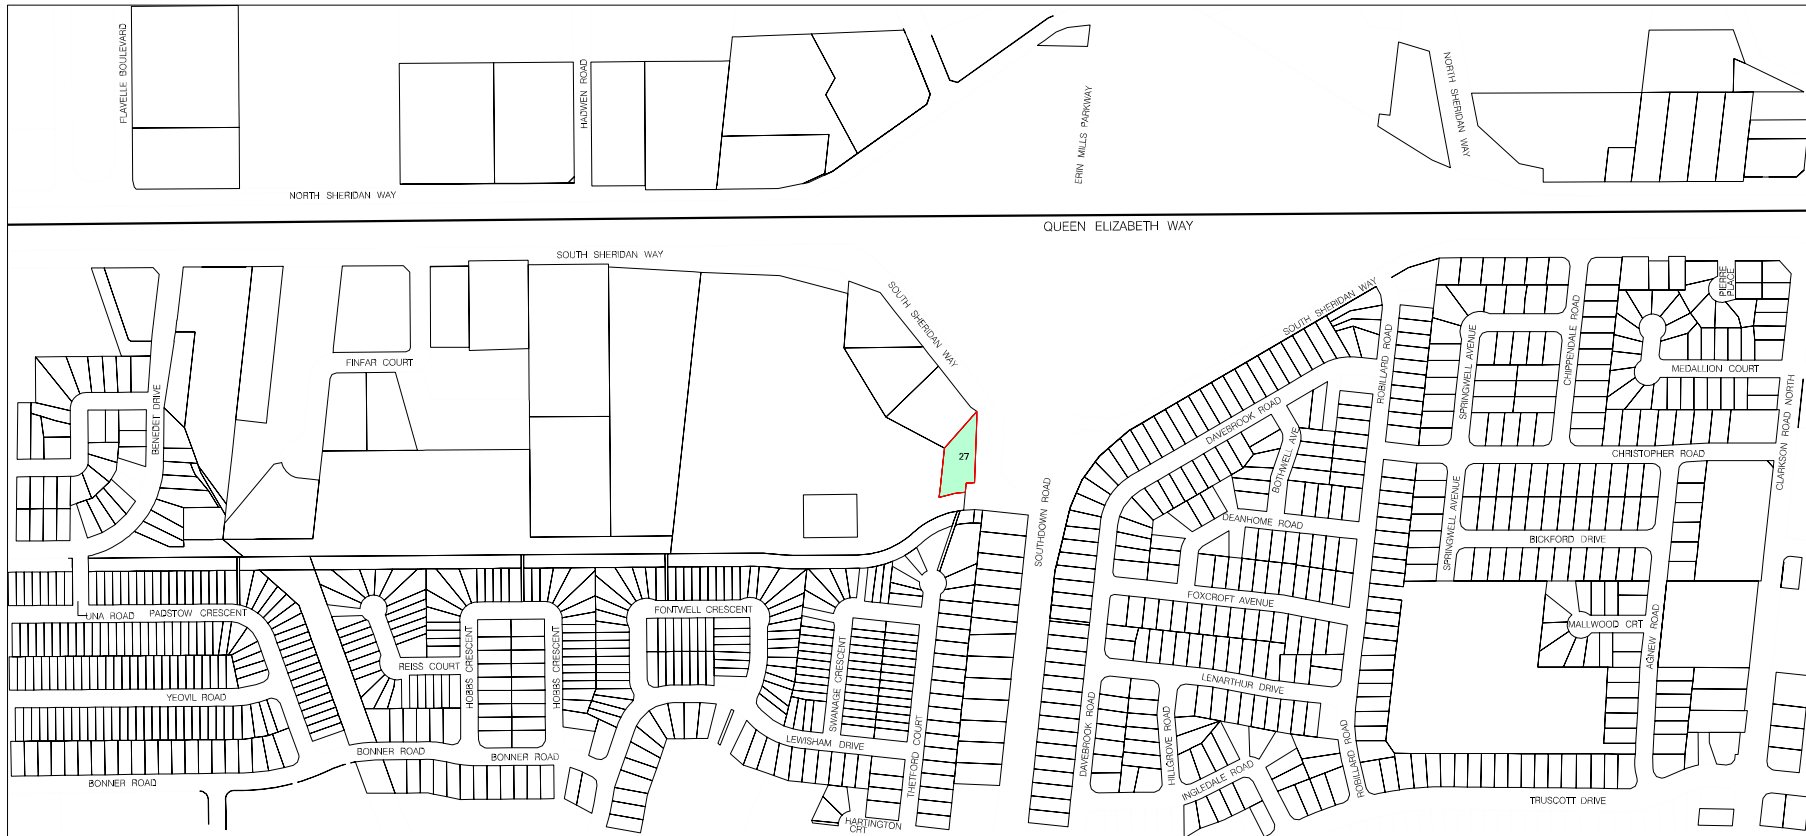 FLAVELLE BOULEVARD
HADWEN ROAD
ERIN MILLS PARKWAY
NORTH SHERIDAN WAY
NORTH SHERIDAN WAY
QUEEN ELIZABETH WAY
SOUTH SHERIDAN WAY
SOUTH SHERIDAN WAY
SOUTH SHERIDAN WAY
PIERRE
PLACE
FINFAR COURT
BENEDET DRIVE
ROBILLARD ROAD
SPRINGWELL AVENUE
CHIPPENDALE ROAD
MEDALLION COURT
CLARKSON ROAD NORTH
DAVEBROOK ROAD
BOTHWELL AVE
CHRISTOPHER ROAD
27
SOUTHDOWN ROAD
DEANHOME ROAD
SPRINGWELL AVENUE
BICKFORD DRIVE
UNA ROAD
PADSTOW CRESCENT
FONTWELL CRESCENT
FOXCROFT AVENUE
MALLWOOD CRT
AGNEW ROAD
REISS COURT
HOBBS CRESCENT
HOBBS CRESCENT
SWANAGE CRESCENT
YEOVIL ROAD
LENARTHUR DRIVE
BONNER ROAD
BONNER ROAD
BONNER ROAD
LEWISHAM DRIVE
THETFORD COURT
DAVEBROOK ROAD
HILLGROVE ROAD
INGLEDALE ROAD
ROBILLARD ROAD
TRUSCOTT DRIVE
HARTINGTON
CRT